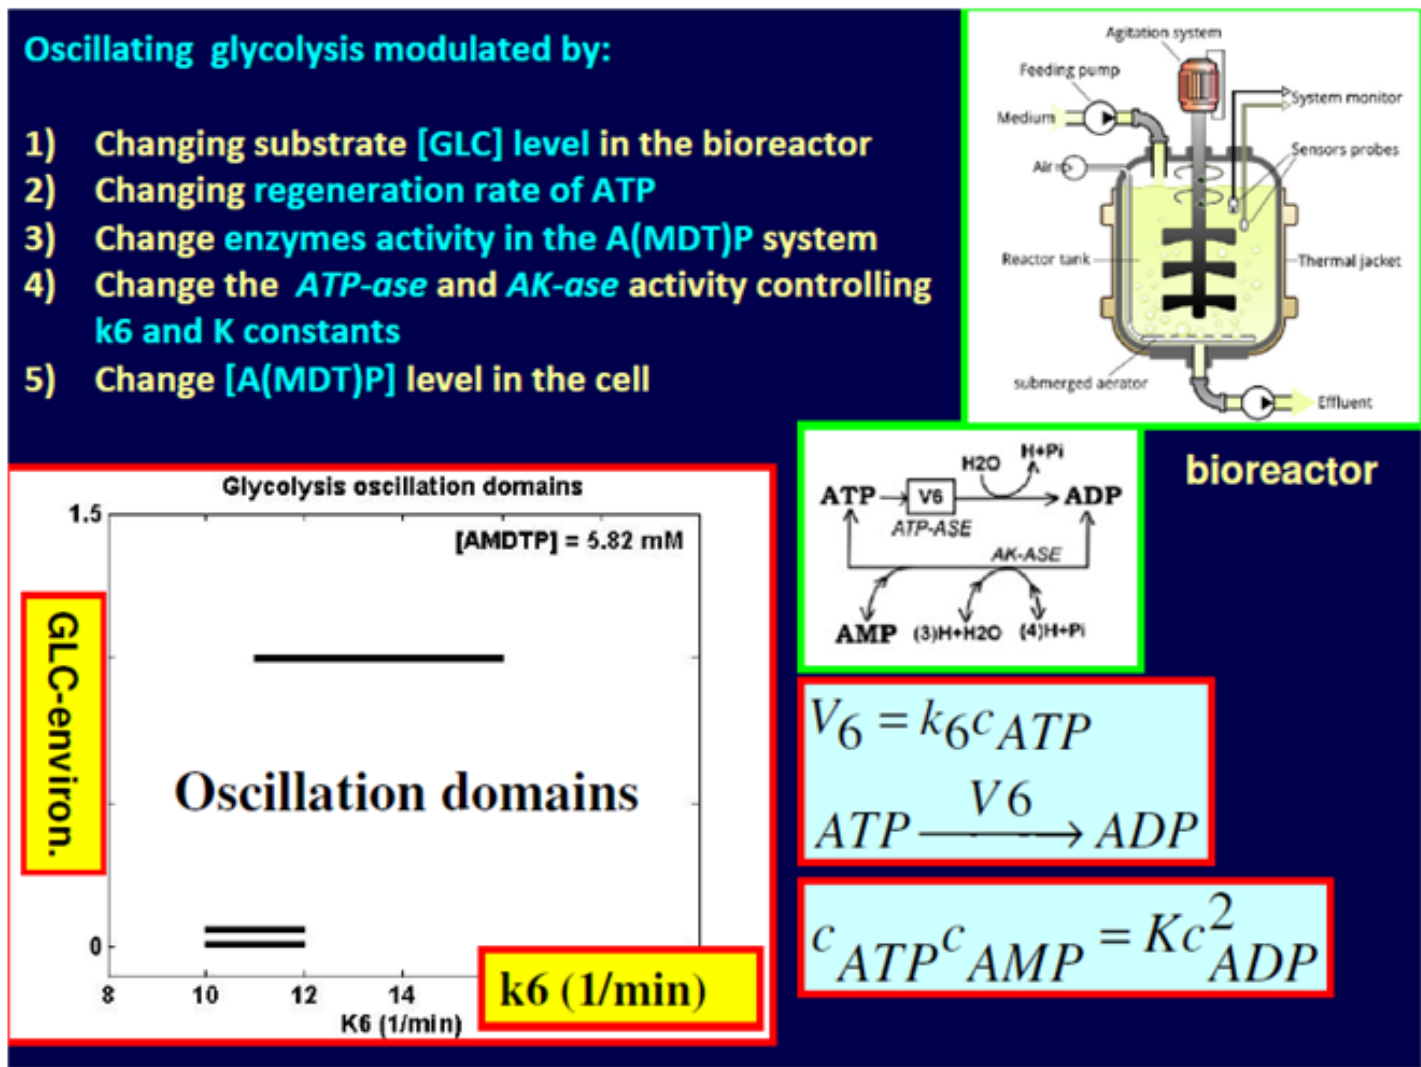 Oscillating glycolysis modulated by:
1) Changing substrate [GLC] level in the bioreactor
2) Changing regeneration rate of ATP
3) Change enzymes activity in the A(MDT)P system
4) Change the ATP-ase and AK-ase activity controlling
k6 and K constants
5) Change [A(MDT)P] level in the cell
Agitation system
Feeding pump
System monitor
Medium
Sensors probes
Air
Reactor tank
Thermal jacket
submerged aerator
Effluent
bioreactor
Glycolysis oscillation domains
1.5
[AMDTP] = 5.82 mM
GLC-environ.
Oscillation domains
0
8 10 12 14
K6 (1/min)
k6 (1/min)
H2O H+Pi
ATP V6 ADP
ATP-ASE
AK-ASE
AMP (3)H+H2O (4)H+Pi
V6 = k6cATP
V6
ATP ⟶ ADP
cATPcAMP = Kc²ADP